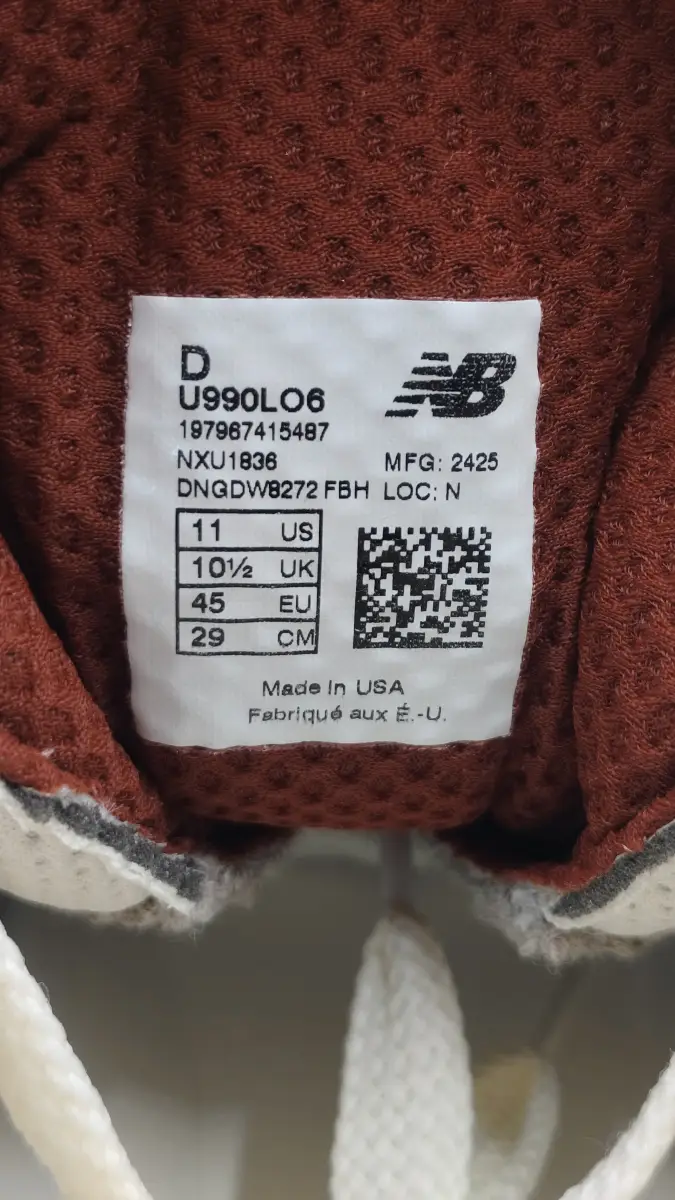 D
U990LO6
NB
197967415487
NXU1836
MFG: 2425
DNGDW8272 FBH LOC: N
11 US
10½ UK
45 EU
29 CM
Made in USA
Fabriqué aux É.-U.